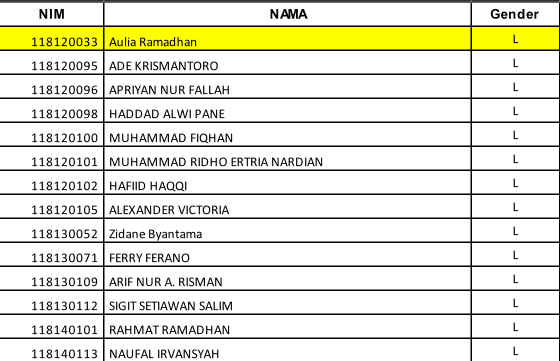 NIM NAMA Gender
118120033 Aulia Ramadhan L
118120095 ADE KRISMANTORO L
118120096 APRIYAN NUR FALLAH L
118120098 HADDAD ALWI PANE L
118120100 MUHAMMAD FIQHAN L
118120101 MUHAMMAD RIDHO ERTRIA NARDIAN L
118120102 HAFIID HAQQI L
118120105 ALEXANDER VICTORIA L
118130052 Zidane Byantama L
118130071 FERRY FERANO L
118130109 ARIF NUR A. RISMAN L
118130112 SIGIT SETIAWAN SALIM L
118140101 RAHMAT RAMADHAN L
118140113 NAUFAL IRVANSYAH L